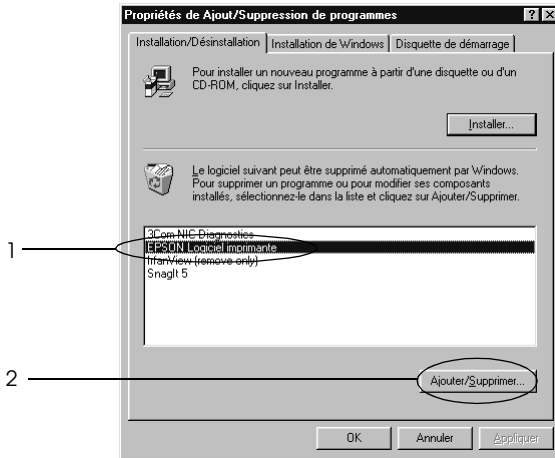 Propriétés de Ajout/Suppression de programmes
Installation/Désinstallation Installation de Windows Disquette de démarrage
Pour installer un nouveau programme à partir d'une disquette ou d'un
CD-ROM, cliquez sur Installer.
Installer...
Le logiciel suivant peut être supprimé automatiquement par Windows.
Pour supprimer un programme ou pour modifier ses composants
installés, sélectionnez-le dans la liste et cliquez sur Ajouter/Supprimer.
3Com NIC Diagnostics
1 EPSON Logiciel imprimante
IrfanView (remove only)
SnagIt 5
2 Ajouter/Supprimer...
OK Annuler Appliquer